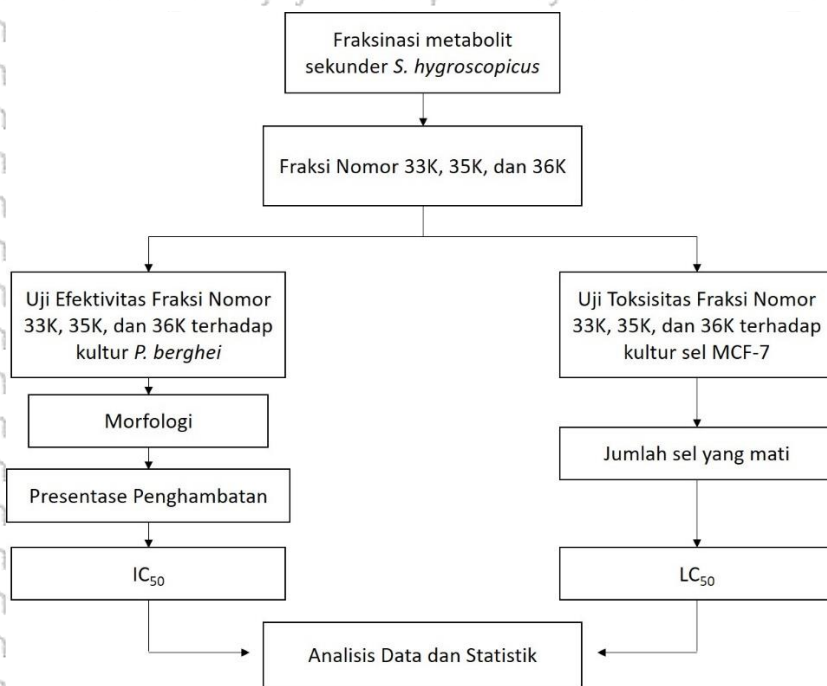 Fraksinasi metabolit
sekunder S. hygroscopicus
Fraksi Nomor 33K, 35K, dan 36K
Uji Efektivitas Fraksi Nomor
33K, 35K, dan 36K terhadap
kultur P. berghei
Morfologi
Presentase Penghambatan
IC50
Uji Toksisitas Fraksi Nomor
33K, 35K, dan 36K terhadap
kultur sel MCF-7
Jumlah sel yang mati
LC50
Analisis Data dan Statistik